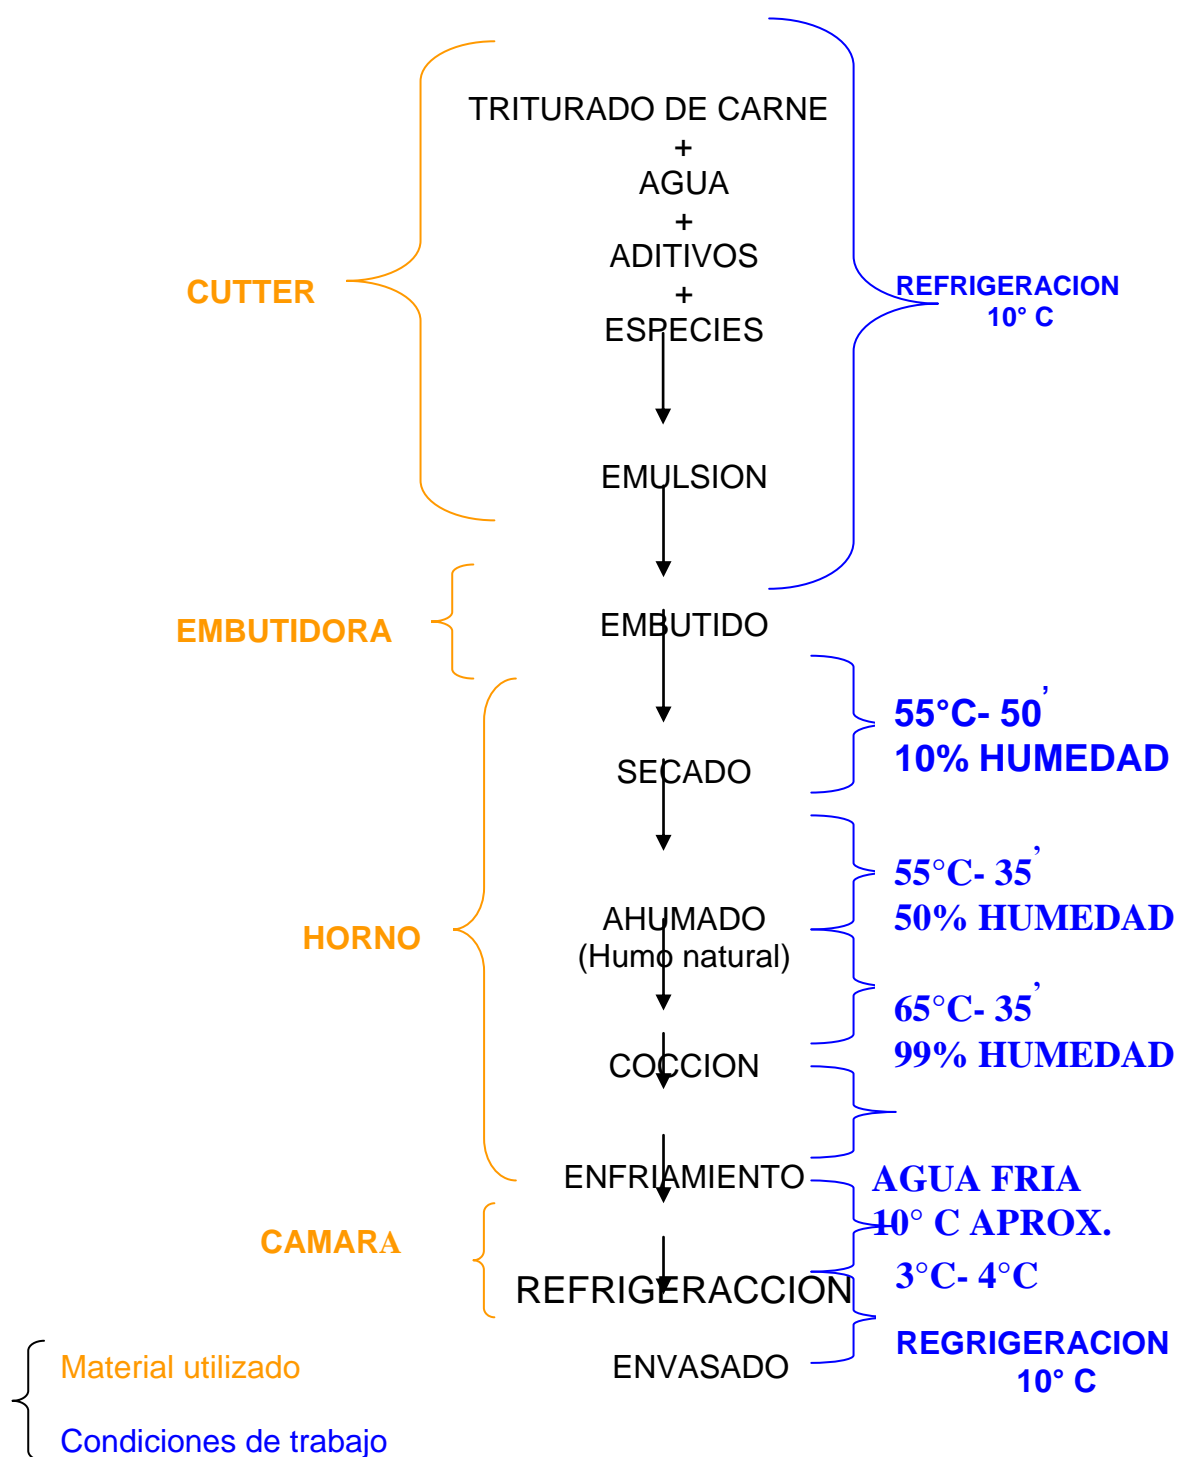 TRITURADO DE CARNE
+
AGUA
+
ADITIVOS
+
ESPECIES
CUTTER
REFRIGERACION
10° C
EMULSION
EMBUTIDORA
EMBUTIDO
55°C- 50’
10% HUMEDAD
SECADO
55°C- 35’
50% HUMEDAD
HORNO
AHUMADO
(Humo natural)
65°C- 35’
99% HUMEDAD
COCCION
ENFRIAMIENTO
AGUA FRIA
10° C APROX.
CAMARA
REFRIGERACCION
3°C- 4°C
ENVASADO
REGRIGERACION
10° C
Material utilizado
Condiciones de trabajo